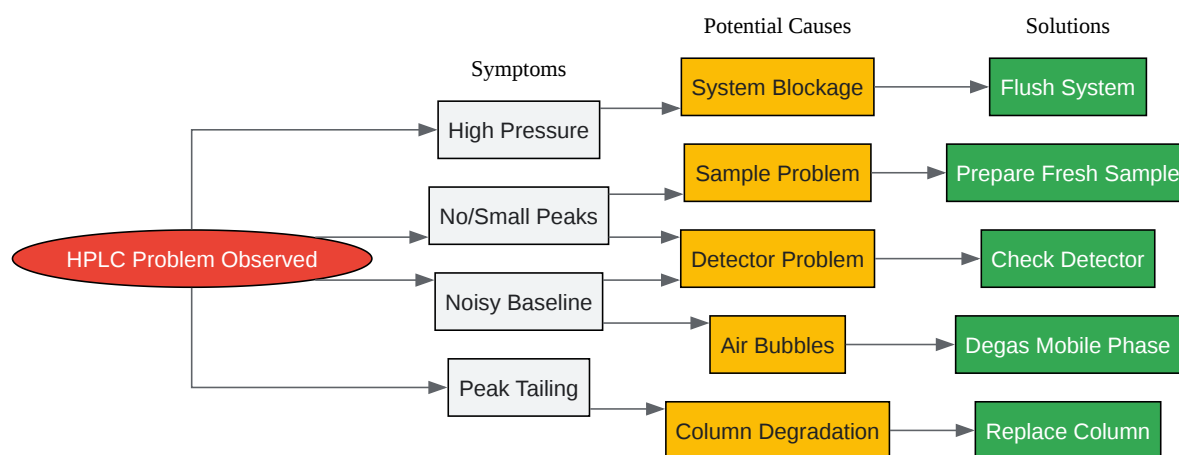 Potential Causes
Solutions
Symptoms
System Blockage
Flush System
High Pressure
Sample Problem
Prepare Fresh Sample
No/Small Peaks
HPLC Problem Observed
Detector Problem
Check Detector
Noisy Baseline
Air Bubbles
Degas Mobile Phase
Peak Tailing
Column Degradation
Replace Column